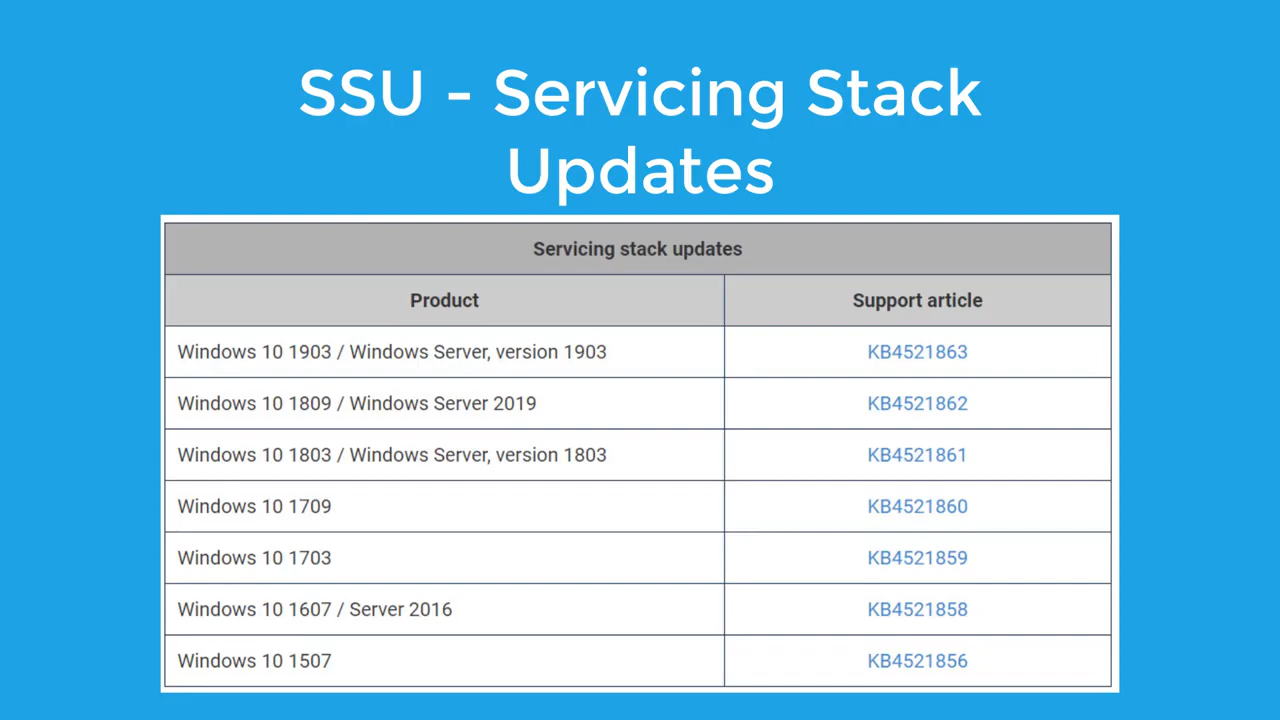 SSU - Servicing Stack
Updates
Servicing stack updates
Product Support article
Windows 10 1903 / Windows Server, version 1903 KB4521863
Windows 10 1809 / Windows Server 2019 KB4521862
Windows 10 1803 / Windows Server, version 1803 KB4521861
Windows 10 1709 KB4521860
Windows 10 1703 KB4521859
Windows 10 1607 / Server 2016 KB4521858
Windows 10 1507 KB4521856